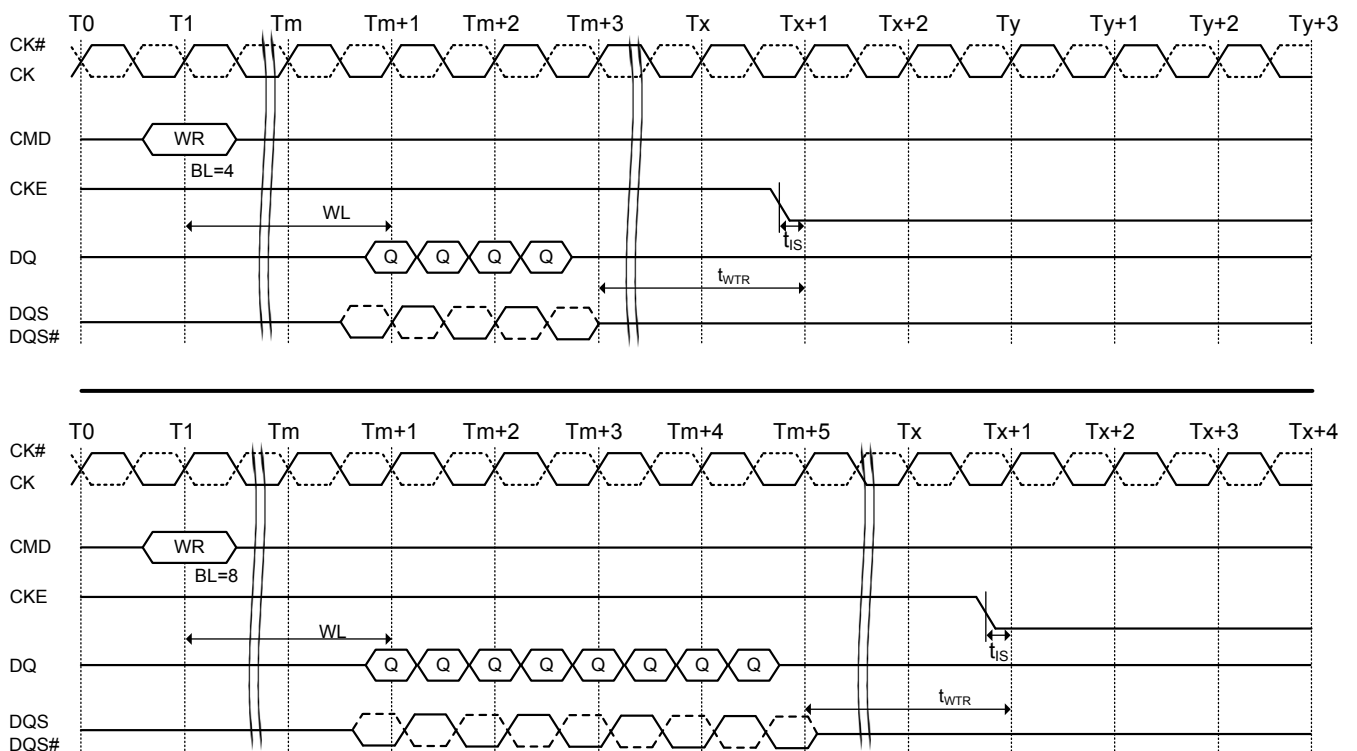 T0 T1 Tm Tm+1 Tm+2 Tm+3 Tx Tx+1 Tx+2 Ty Ty+1 Ty+2 Ty+3
CK#
CK
CMD WR
BL=4
CKE
WL
tIS
DQ Q Q Q Q
tWTR
DQS
DQS#
T0 T1 Tm Tm+1 Tm+2 Tm+3 Tm+4 Tm+5 Tx Tx+1 Tx+2 Tx+3 Tx+4
CK#
CK
CMD WR
BL=8
CKE
WL
tIS
DQ Q Q Q Q Q Q Q Q
tWTR
DQS
DQS#